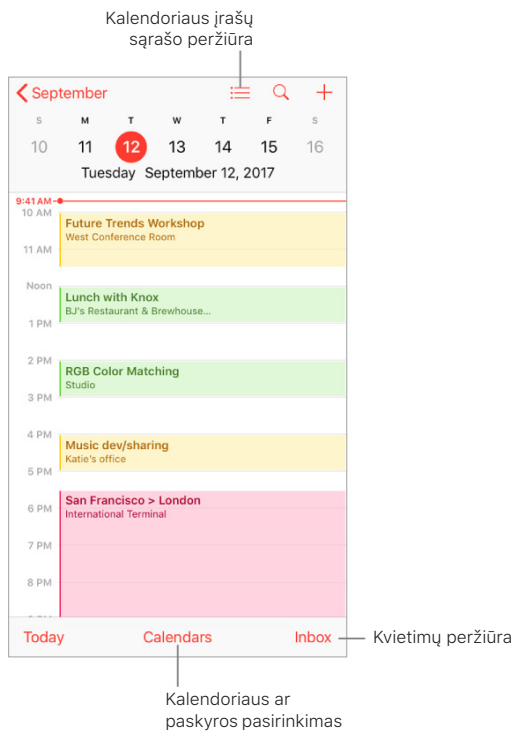 Kalendoriaus įrašų
sąrašo peržiūra
September
S M T W T F S
10 11 12 13 14 15 16
Tuesday September 12, 2017
9:41 AM
10 AM
Future Trends Workshop
West Conference Room
11 AM
Noon
Lunch with Knox
BJ's Restaurant & Brewhouse...
1 PM
2 PM
RGB Color Matching
Studio
3 PM
4 PM
Music dev/sharing
Katie's office
5 PM
San Francisco > London
6 PM
International Terminal
7 PM
8 PM
Today Calendars Inbox
Kvietimų peržiūra
Kalendoriaus ar
paskyros pasirinkimas